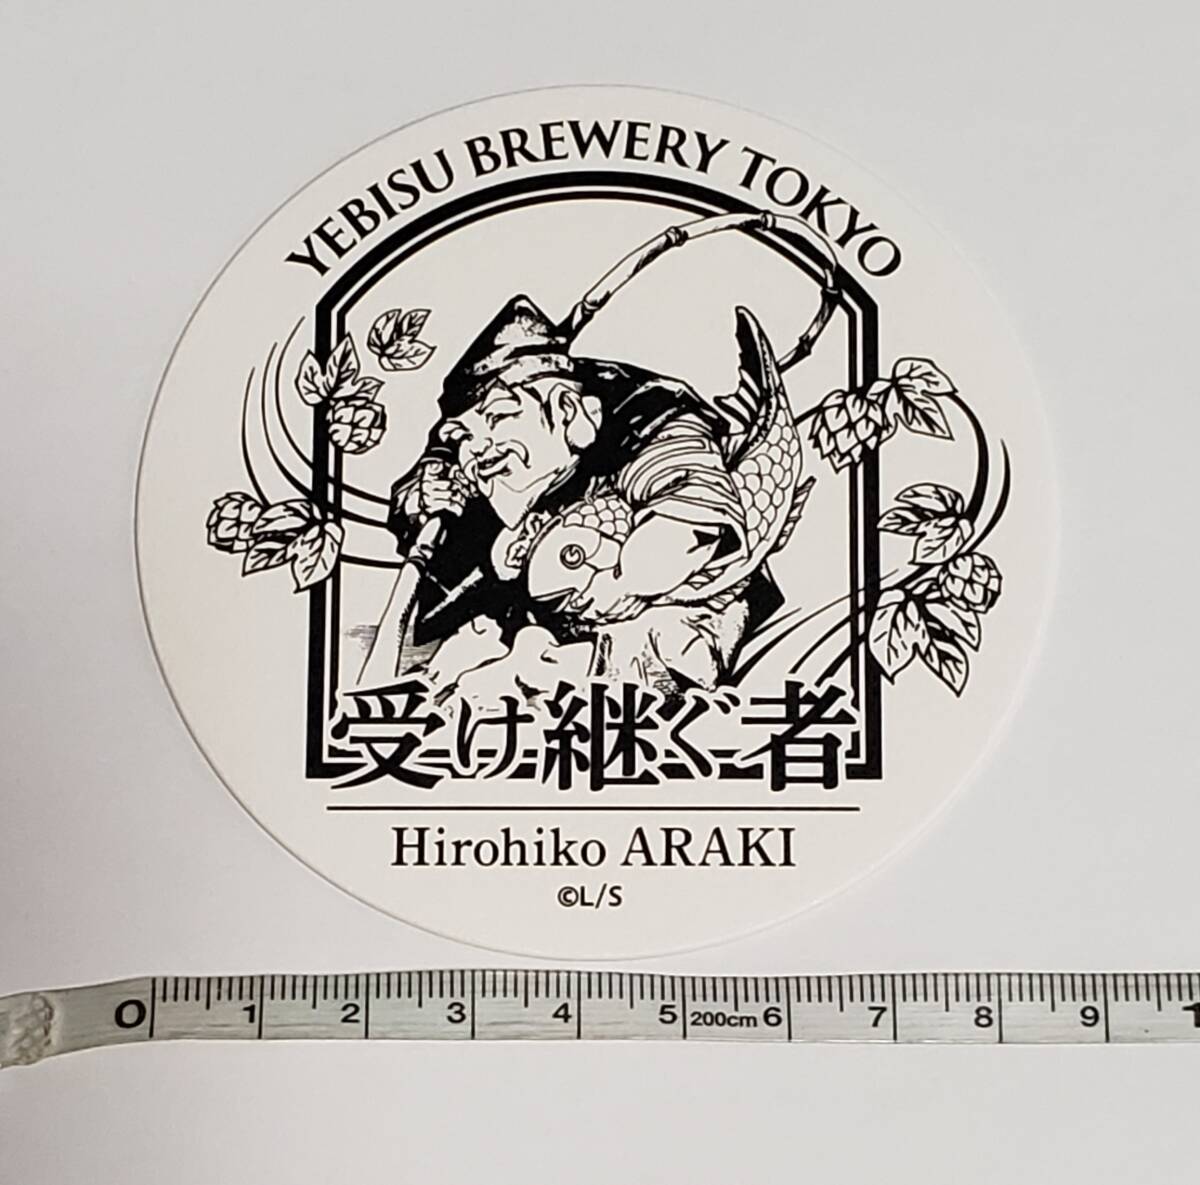 YEBISU BREWERY TOKYO
受け継ぐ者
Hirohiko ARAKI
©L/S
0 1 2 3 4 5 200cm 6 7 8 9 1